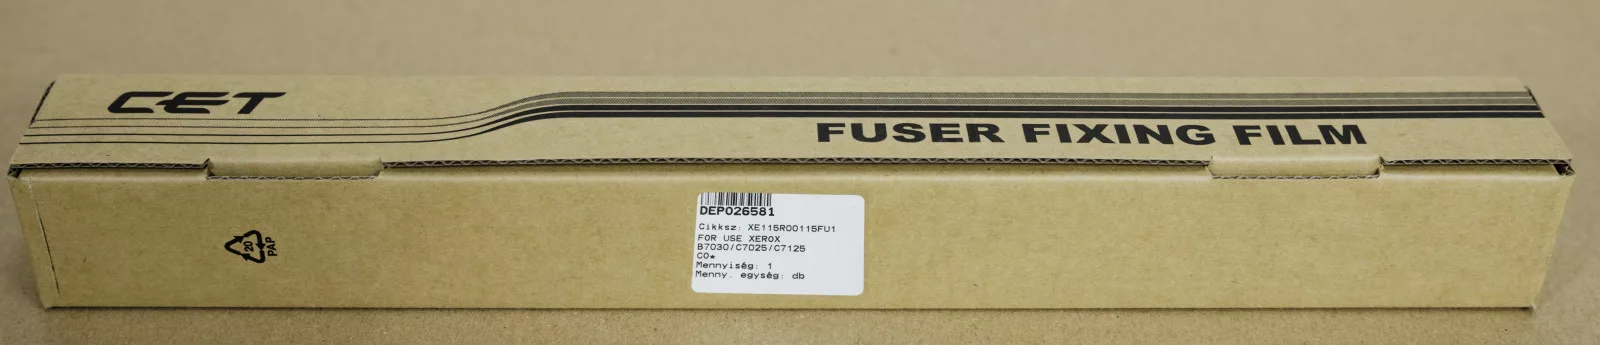 CET
FUSER FIXING FILM
DEP026581
Cikksz: XE115R00115FU1
FOR USE XEROX
B7030/C7025/C7125
CO*
Mennyiség: 1
Menny. egység: db
20
PAP